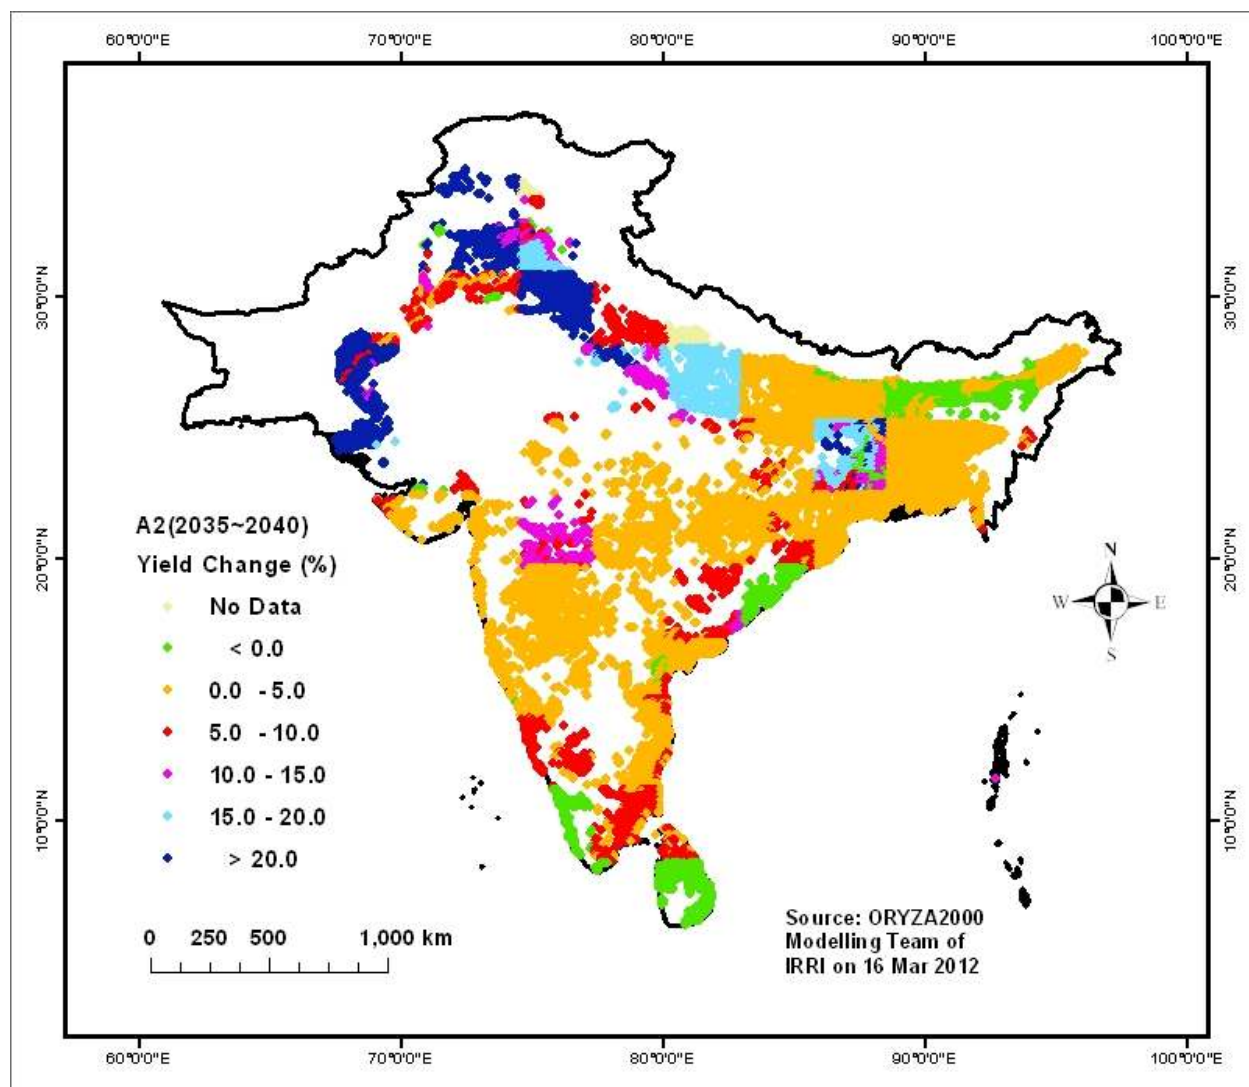 60°0'0"E 70°0'0"E 80°0'0"E 90°0'0"E 100°0'0"E
30°0'0"N 30°0'0"N
A2(2035~2040)
Yield Change (%)
No Data
< 0.0
0.0 - 5.0
5.0 - 10.0
10.0 - 15.0
15.0 - 20.0
> 20.0
20°0'0"N 20°0'0"N
N
W E
S
10°0'0"N 10°0'0"N
0 250 500 1,000 km
Source: ORYZA2000
Modelling Team of
IRRI on 16 Mar 2012
60°0'0"E 70°0'0"E 80°0'0"E 90°0'0"E 100°0'0"E